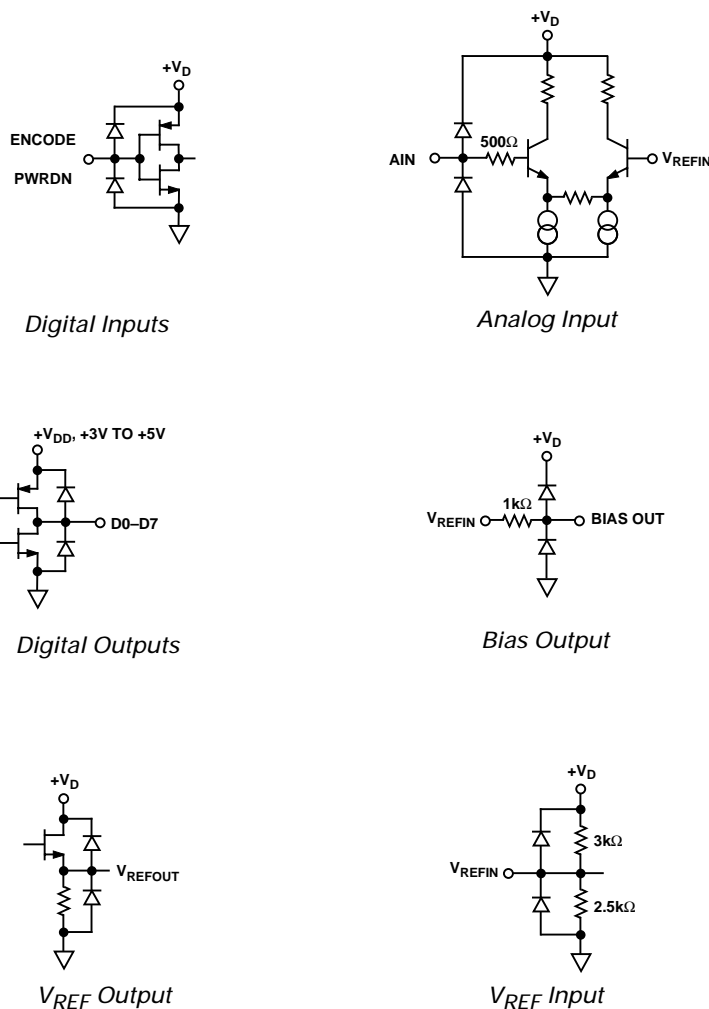 +VD
ENCODE
PWRDN
Digital Inputs
+VD
500Ω
AIN
VREFIN
Analog Input
+VDD, +3V TO +5V
D0–D7
Digital Outputs
+VD
1kΩ
VREFIN
BIAS OUT
Bias Output
+VD
VREFOUT
VREF Output
+VD
3kΩ
VREFIN
2.5kΩ
VREF Input